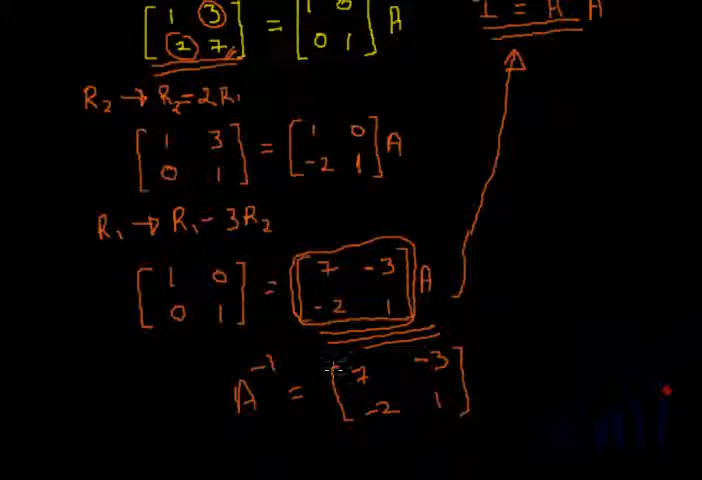 [1 3 2 7] = [1 0 0 1] A
I = A⁻¹ A
R₂ → R₂ = 2R₁
[1 3
0 1] = [1 0
-2 1] A
R₁ → R₁ - 3R₂
[1 0
0 1] = [7 -3
-2 1] A
A⁻¹ = [7 -3
-2 1]